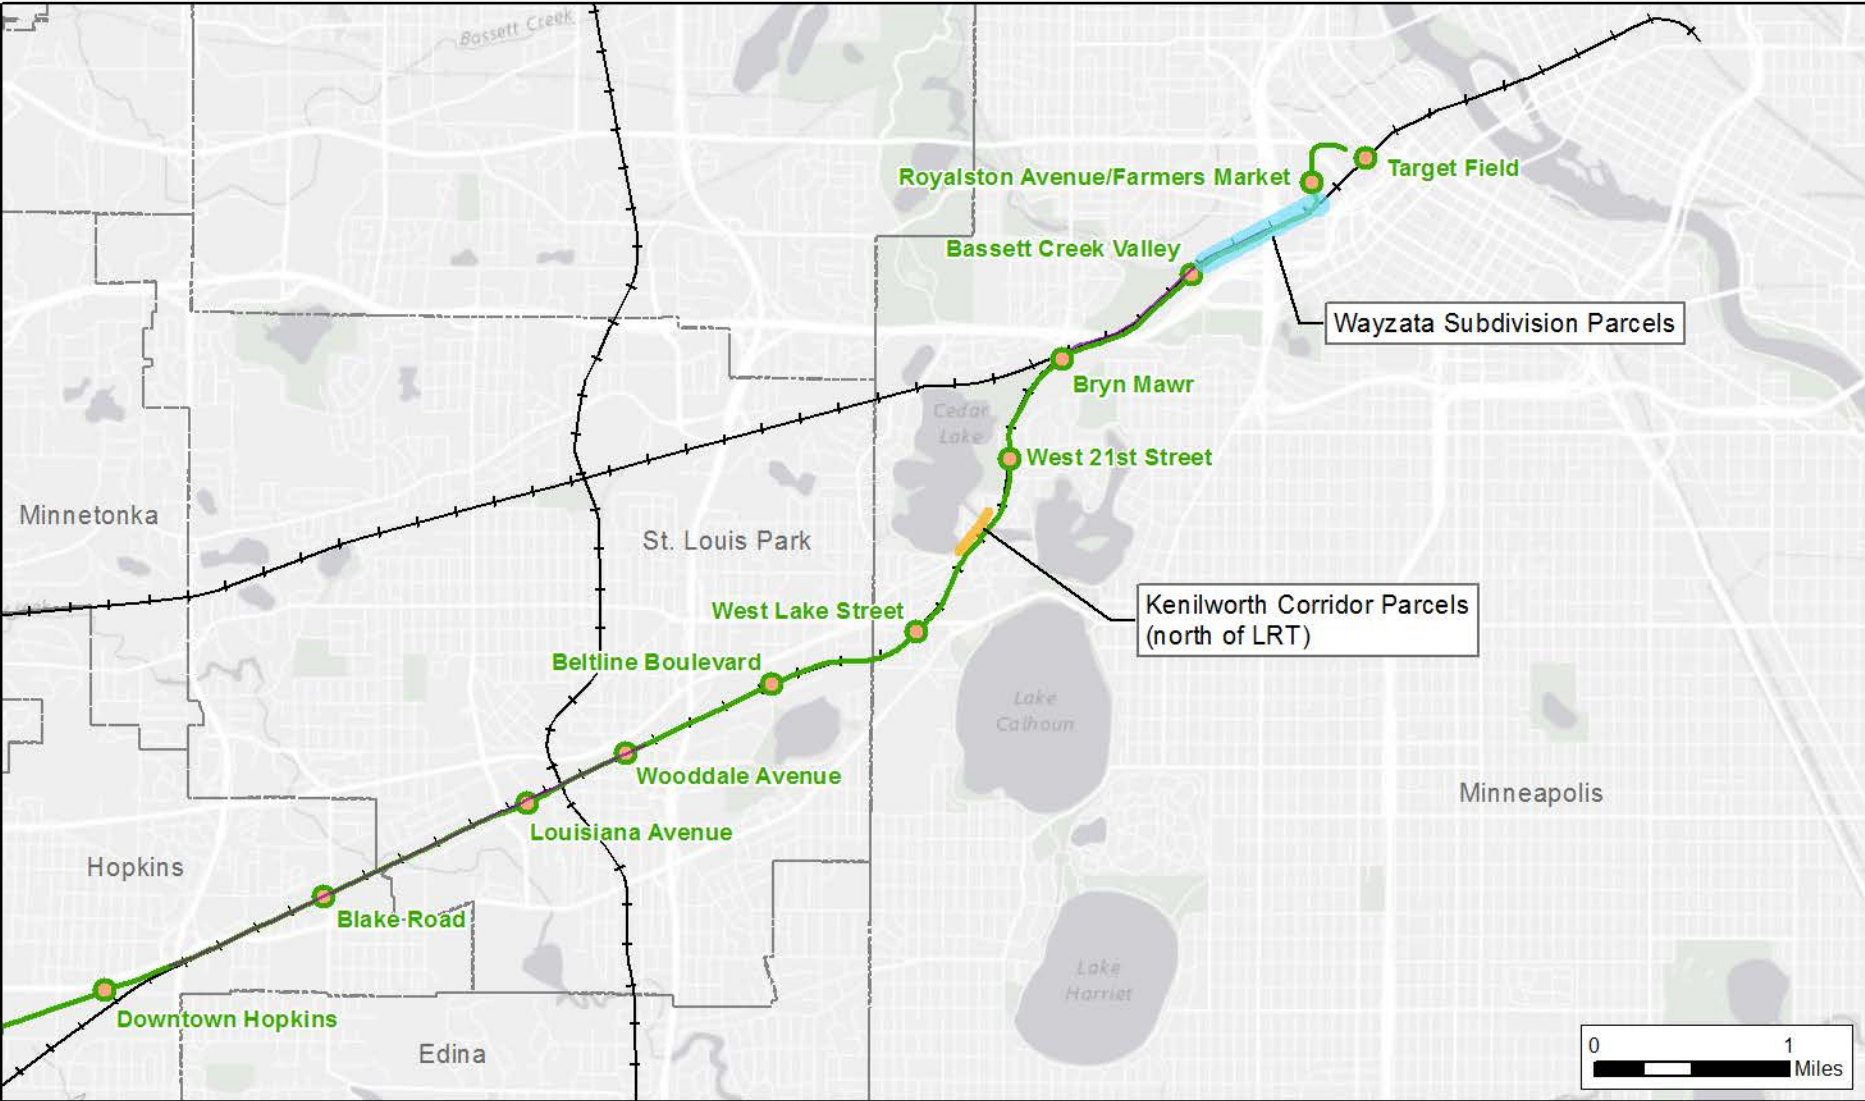 Bassett Creek
Royalston Avenue/Farmers Market
Target Field
Bassett Creek Valley
Wayzata Subdivision Parcels
Bryn Mawr
Cedar
Lake
West 21st Street
Minnetonka
St. Louis Park
Kenilworth Corridor Parcels
(north of LRT)
West Lake Street
Beltline Boulevard
Lake
Calhoun
Wooddale Avenue
Minneapolis
Louisiana Avenue
Hopkins
Blake Road
Lake
Harriet
Downtown Hopkins
Edina
0 1
Miles